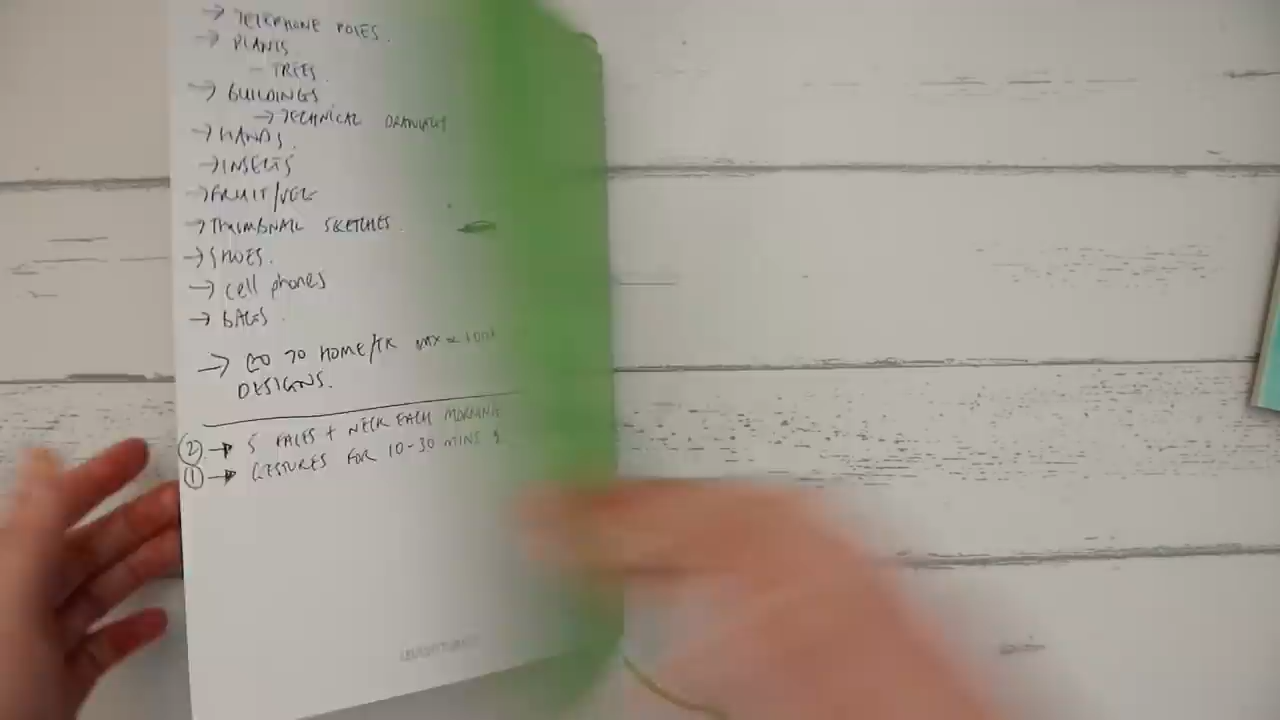 → TELEPHONE POLES.
→ PLANTS
- TREES.
→ BUILDINGS
→ TECHNICAL DRAWINGS
→ HANDS.
→ INSECTS
→ FRUIT/VEG
→ THUMBNAIL SKETCHES.
→ SHOES.
→ cell phones
→ BAGS.
→ GO TO HOME/TK
DESIGNS.
② → 5 FACES + NECK EACH MORNING
① → GESTURES FOR 10-30 MINS
LEUCHTTURM